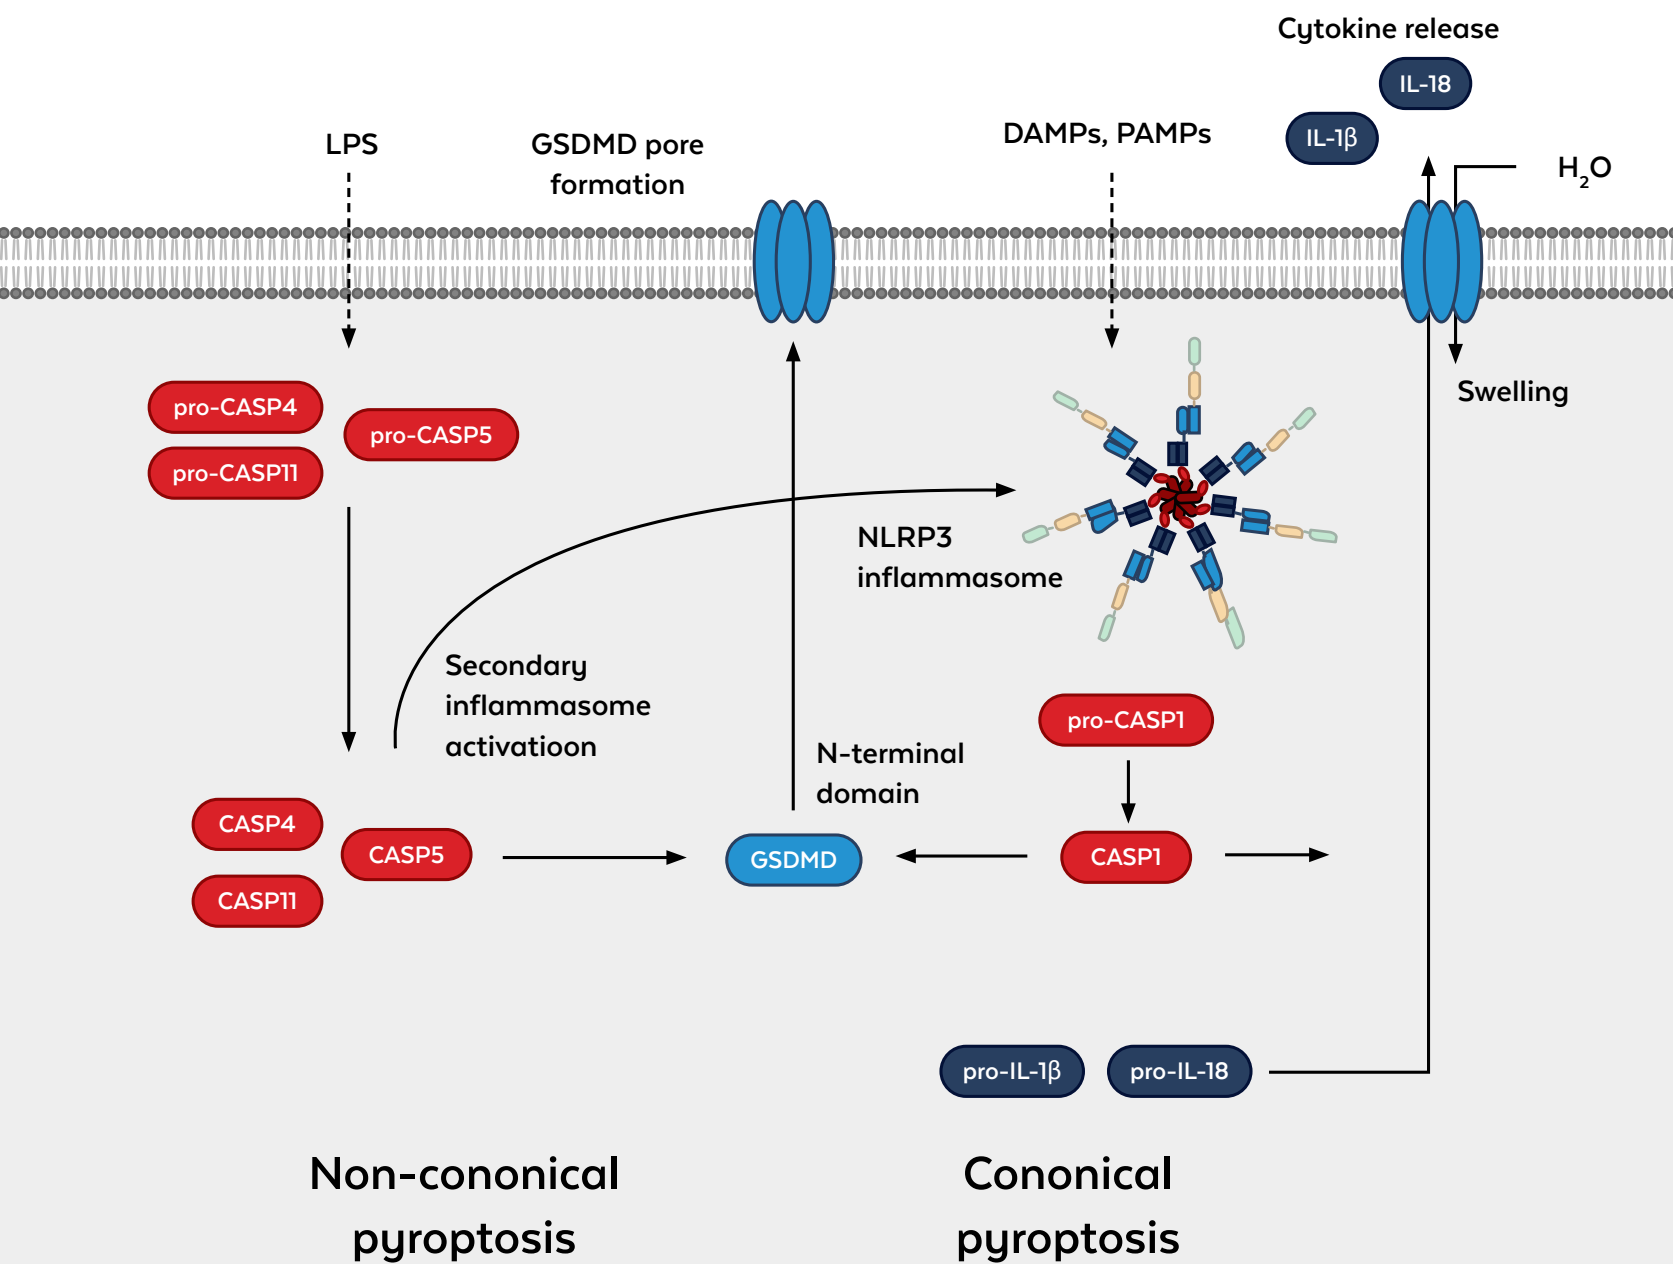 Cytokine release
IL-18
IL-1β
LPS
GSDMD pore
formation
DAMPs, PAMPs
H₂O
Swelling
pro-CASP4
pro-CASP5
pro-CASP11
NLRP3
inflammasome
Secondary
inflammasome
activatioon
pro-CASP1
N-terminal
domain
CASP4
CASP5
CASP11
GSDMD
CASP1
pro-IL-1β
pro-IL-18
Non-cononical
pyroptosis
Cononical
pyroptosis